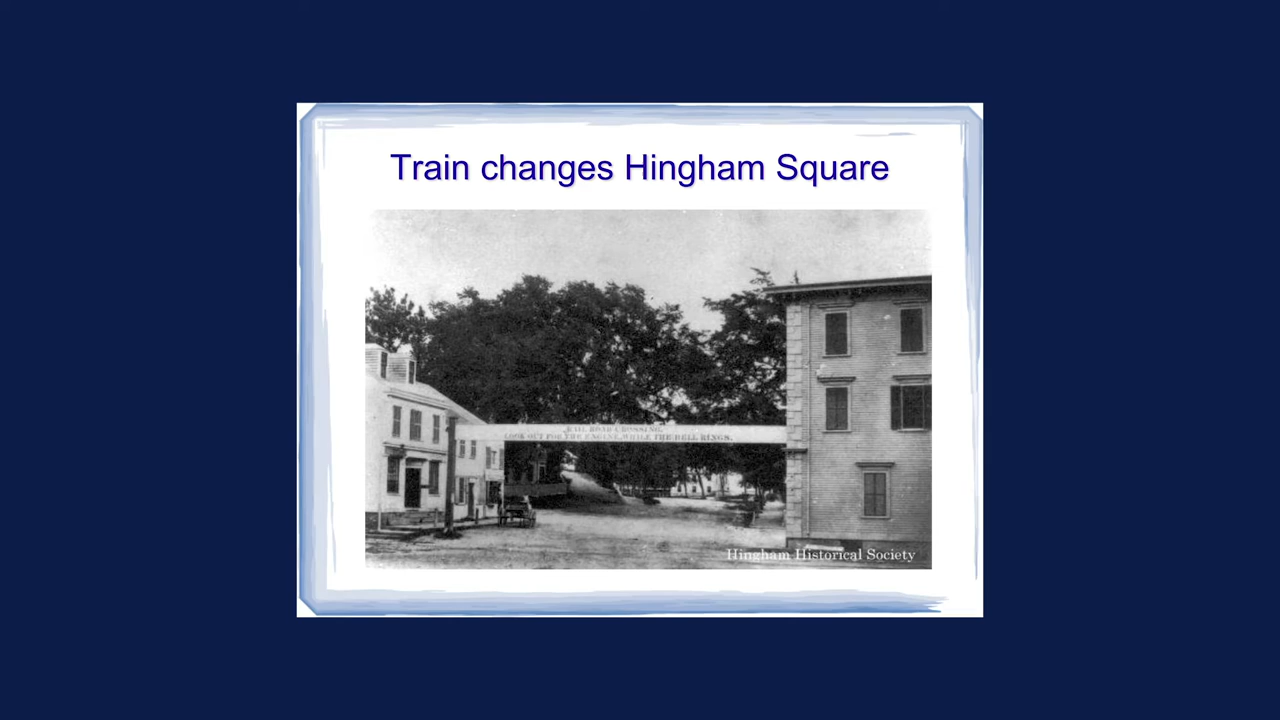 Train changes Hingham Square
RAIL ROAD CROSSING.
LOOK OUT FOR THE ENGINE, WHILE THE BELL RINGS.
Hingham Historical Society